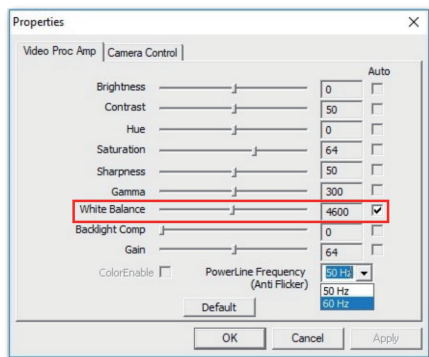 Properties
Video Proc Amp Camera Control
Auto
Brightness 0
Contrast 50
Hue 0
Saturation 64
Sharpness 50
Gamma 300
White Balance 4600
Backlight Comp 0
Gain 64
ColorEnable PowerLine Frequency 50 Hz
(Anti Flicker)
50 Hz
60 Hz
Default
OK Cancel Apply